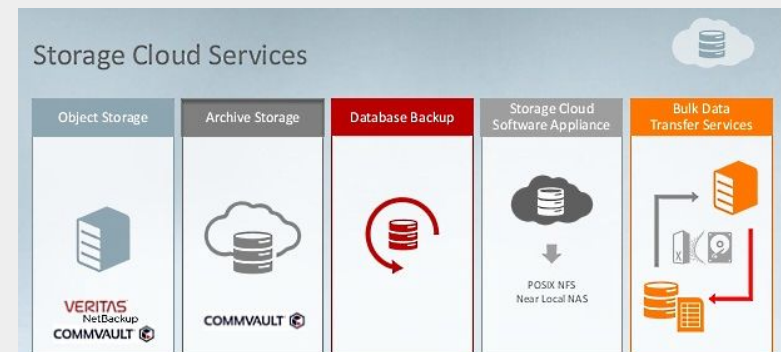 Storage Cloud Services
Object Storage
VERITAS
NetBackup
COMMVAULT
Archive Storage
COMMVAULT
Database Backup
Storage Cloud
Software Appliance
POSIX NFS
Near Local NAS
Bulk Data
Transfer Services
X